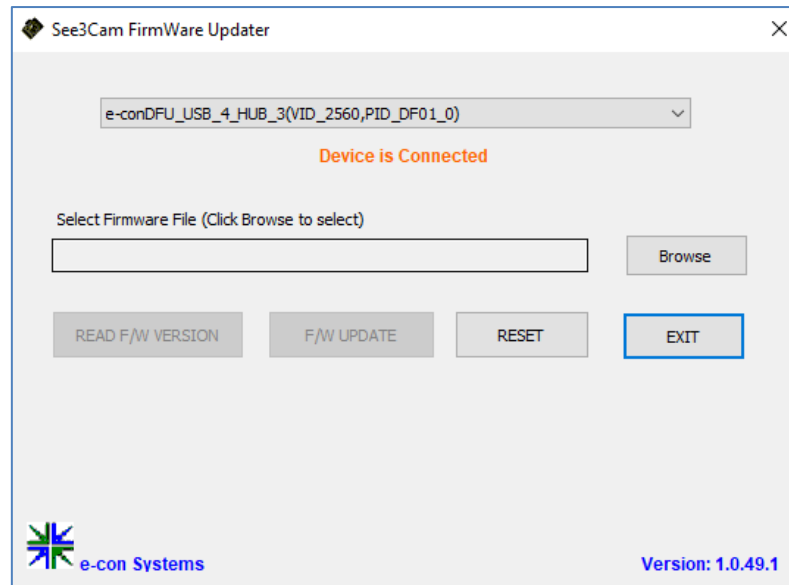 See3Cam FirmWare Updater
e-conDFU_USB_4_HUB_3(VID_2560,PID_DF01_0)
Device is Connected
Select Firmware File (Click Browse to select)
Browse
READ F/W VERSION F/W UPDATE RESET EXIT
e-con Systems Version: 1.0.49.1